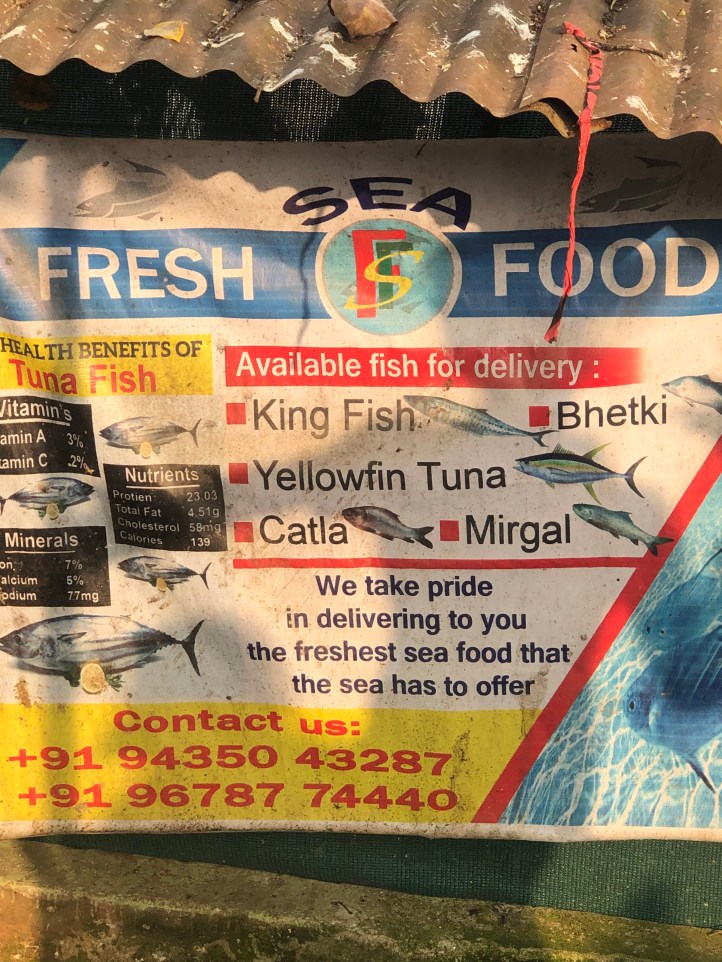 SEA
FRESH FSF FOOD
HEALTH BENEFITS OF
Tuna Fish
Vitamin's
amin A 3%
amin C .2%
Nutrients
Protien 23.03
Total Fat 4.51g
Cholesterol 58mg
Calories 139
Minerals
on 7%
alcium 5%
odium 77mg
Available fish for delivery :
King Fish Bhetki
Yellowfin Tuna
Catla Mirgal
We take pride
in delivering to you
the freshest sea food that
the sea has to offer
Contact us:
+91 94350 43287
+91 96787 74440